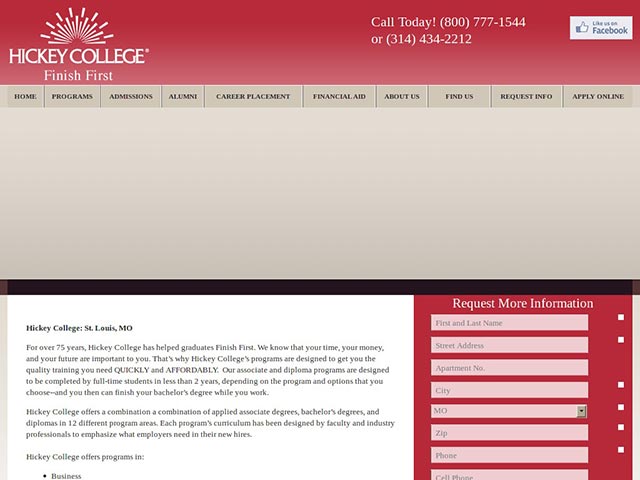 HICKEY COLLEGE®
Finish First
Call Today! (800) 777-1544
or (314) 434-2212
Like us on
Facebook
HOME PROGRAMS ADMISSIONS ALUMNI CAREER PLACEMENT FINANCIAL AID ABOUT US FIND US REQUEST INFO APPLY ONLINE
Hickey College: St. Louis, MO
For over 75 years, Hickey College has helped graduates Finish First. We know that your time, your money,
and your future are important to you. That's why Hickey College's programs are designed to get you the
quality training you need QUICKLY and AFFORDABLY. Our associate and diploma programs are designed
to be completed by full-time students in less than 2 years, depending on the program and options that you
choose--and you then can finish your bachelor's degree while you work.
Hickey College offers a combination a combination of applied associate degrees, bachelor's degrees, and
diplomas in 12 different program areas. Each program's curriculum has been designed by faculty and industry
professionals to emphasize what employers need in their new hires.
Hickey College offers programs in:
• Business
Request More Information
First and Last Name
Street Address
Apartment No.
City
MO
Zip
Phone
Cell Phone